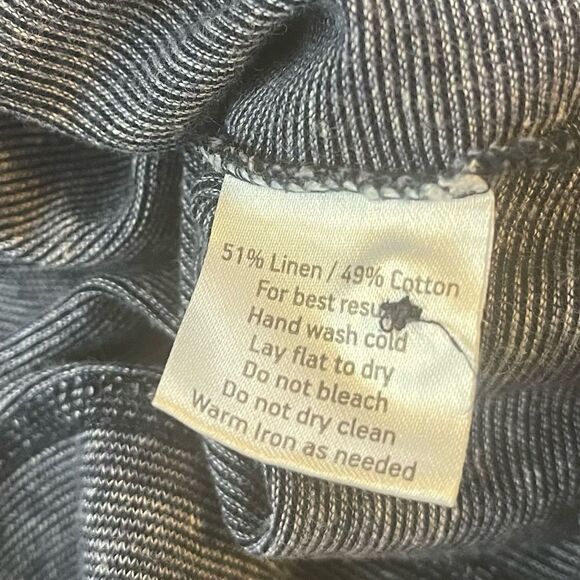 51% Linen / 49% Cotton
For best resu
Hand wash cold
Lay flat to dry
Do not bleach
Do not dry clean
Warm Iron as needed